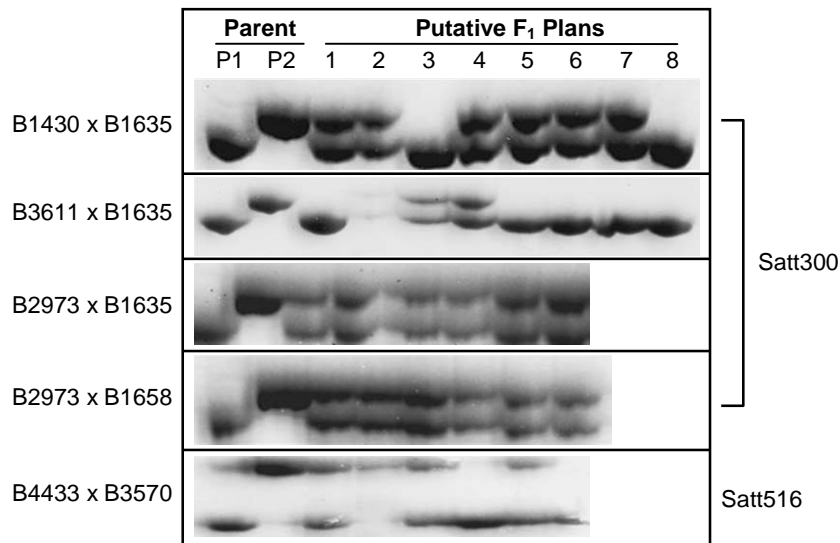 Parent Putative F₁ Plans
P1 P2 1 2 3 4 5 6 7 8
B1430 x B1635
B3611 x B1635
Satt300
B2973 x B1635
B2973 x B1658
B4433 x B3570
Satt516